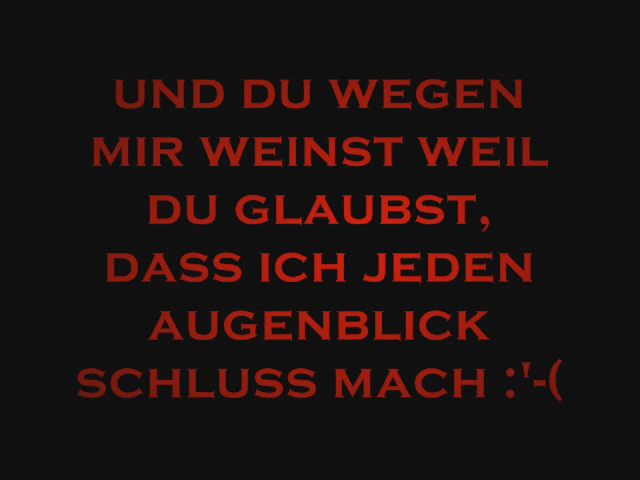 UND DU WEGEN
MIR WEINST WEIL
DU GLAUBST,
DASS ICH JEDEN
AUGENBLICK
SCHLUSS MACH :'-(